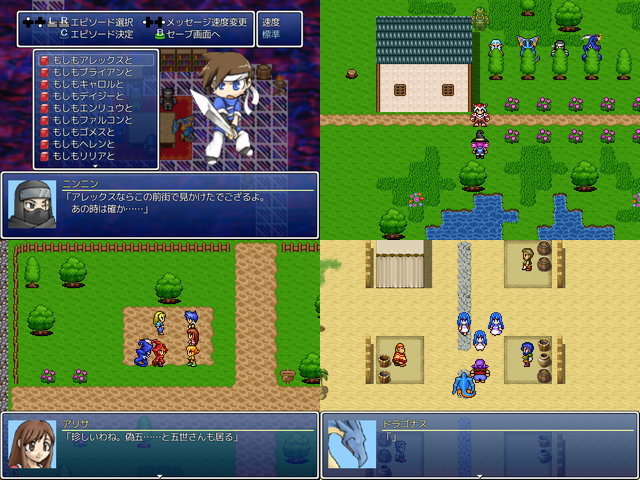 L R エピソード選択
メッセージ速度変更
速度
C エピソード決定
B セーブ画面へ
標準
もしもアレックスと
もしもブライアンと
もしもキャロルと
もしもデイジーと
もしもエンリュウと
もしもファルコンと
もしもゴメスと
もしもヘレンと
もしもリリアと
ニンニン
「アレックスならこの前街で見かけたでござるよ。
あの時は確か……」
アリサ
「珍しいわね。偽五……と五世さんも居る」
ドラゴナス
「」